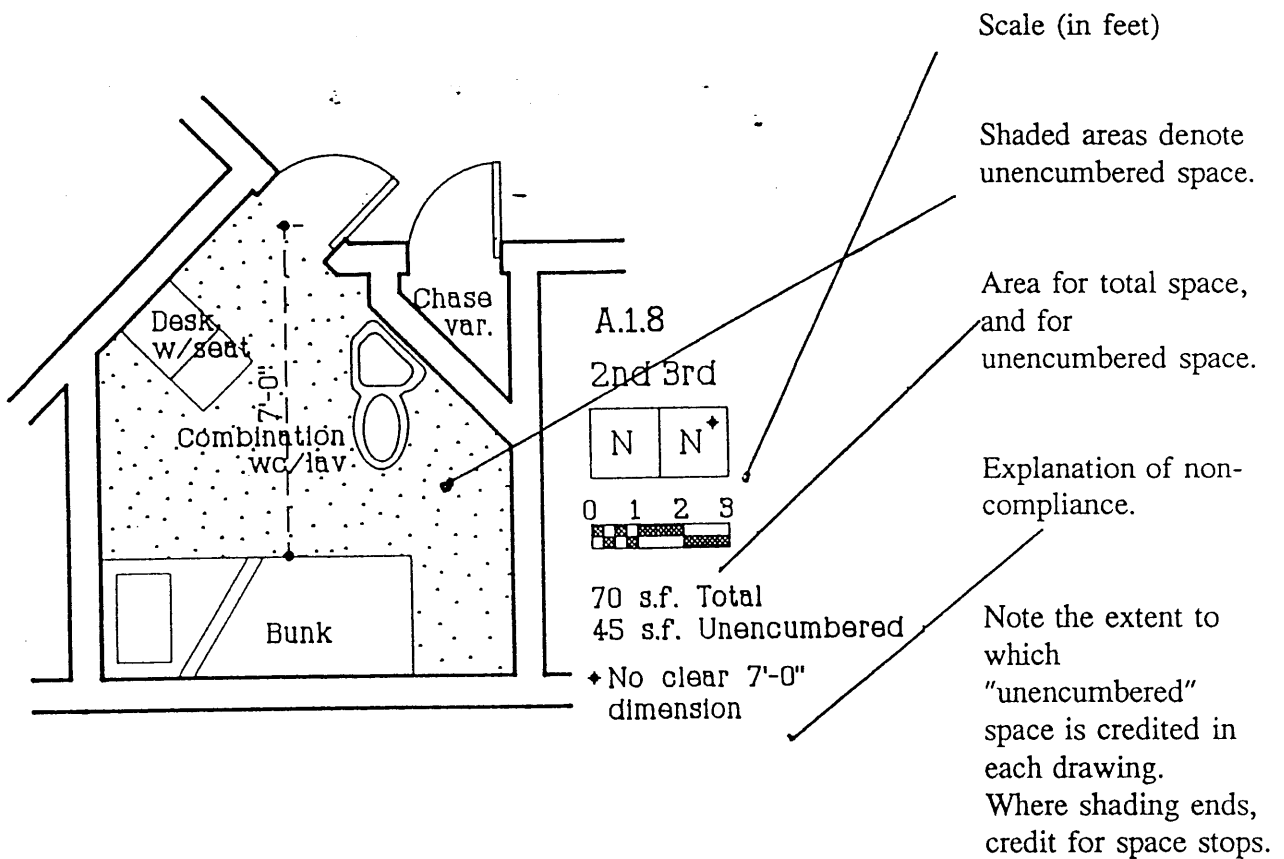 Scale (in feet)
Shaded areas denote
unencumbered space.
Area for total space,
and for
unencumbered space.
Explanation of non-
compliance.
Note the extent to
which
"unencumbered"
space is credited in
each drawing.
Where shading ends,
credit for space stops.
Chase
var.
Desk
w/seat
7'-0"
Combination
wc/lav
Bunk
A.1.8
2nd 3rd
N N✦
0 1 2 3
70 s.f. Total
45 s.f. Unencumbered
✦No clear 7'-0"
dimension